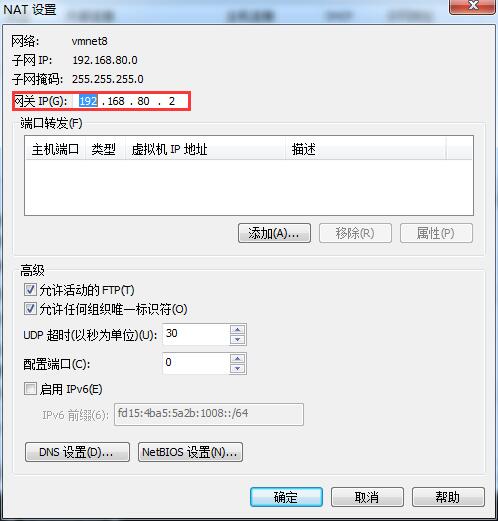 NAT 设置
网络: vmnet8
子网 IP: 192.168.80.0
子网掩码: 255.255.255.0
网关 IP(G): 192 . 168 . 80 . 2
端口转发(F)
主机端口 类型 虚拟机 IP 地址 描述
添加(A)... 移除(R) 属性(P)
高级
允许活动的 FTP(T)
允许任何组织唯一标识符(O)
UDP 超时(以秒为单位)(U): 30
配置端口(C): 0
启用 IPv6(E)
IPv6 前缀(6): fd15:4ba5:5a2b:1008::/64
DNS 设置(D)... NetBIOS 设置(N)...
确定 取消 帮助